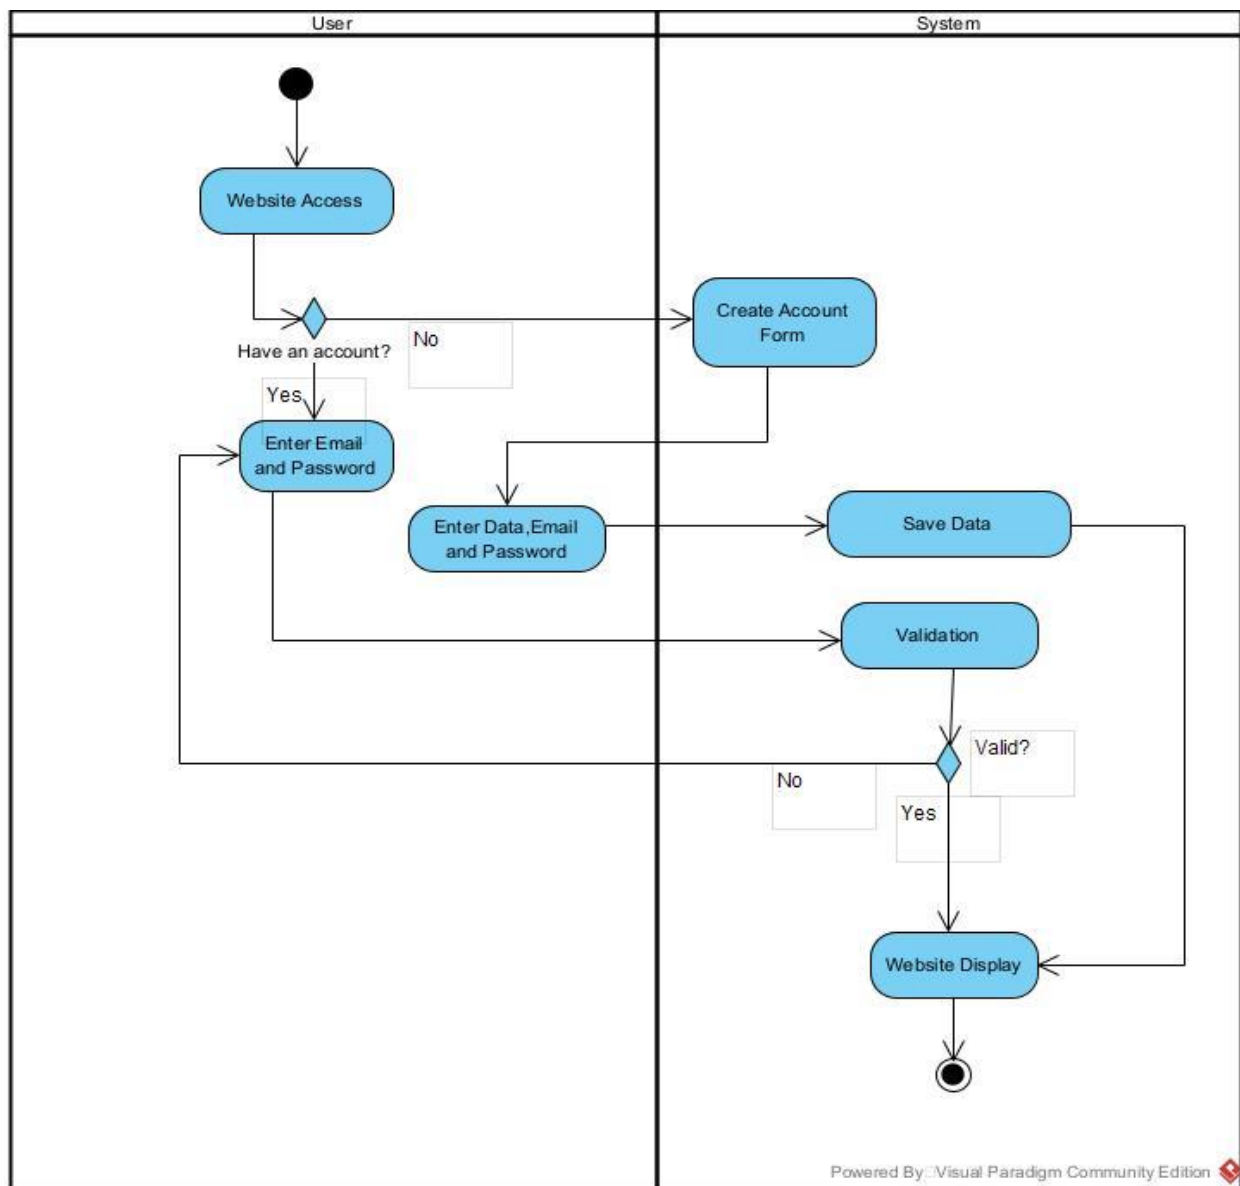 User
System
Website Access
Create Account
Form
No
Have an account?
Yes
Enter Email
and Password
Enter Data,Email
and Password
Save Data
Validation
Valid?
No
Yes
Website Display
Powered By Visual Paradigm Community Edition